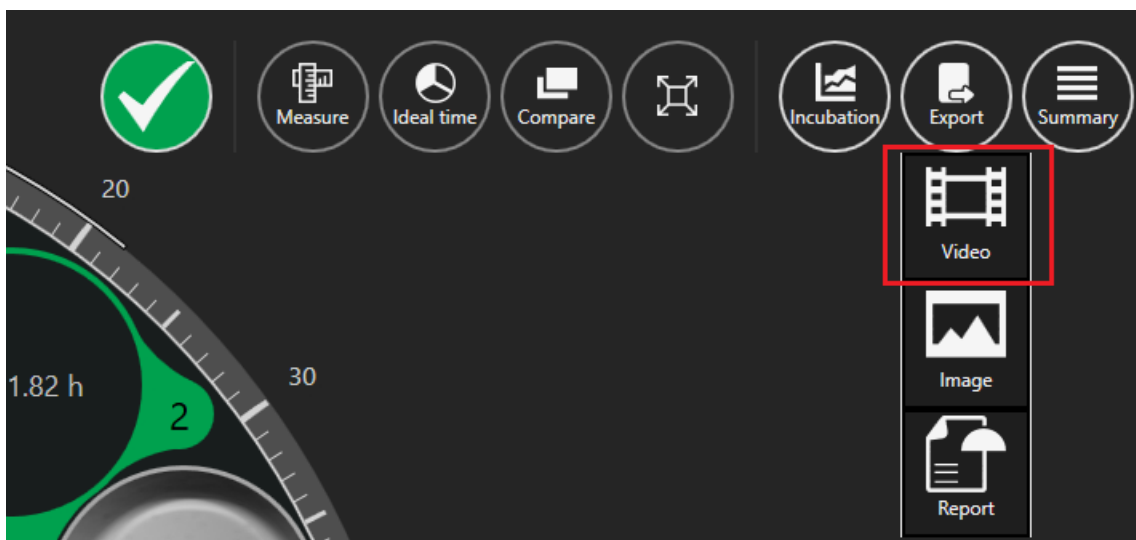 Measure
Ideal time
Compare
Incubation
Export
Summary
20
Video
30
Image
1.82 h
2
Report